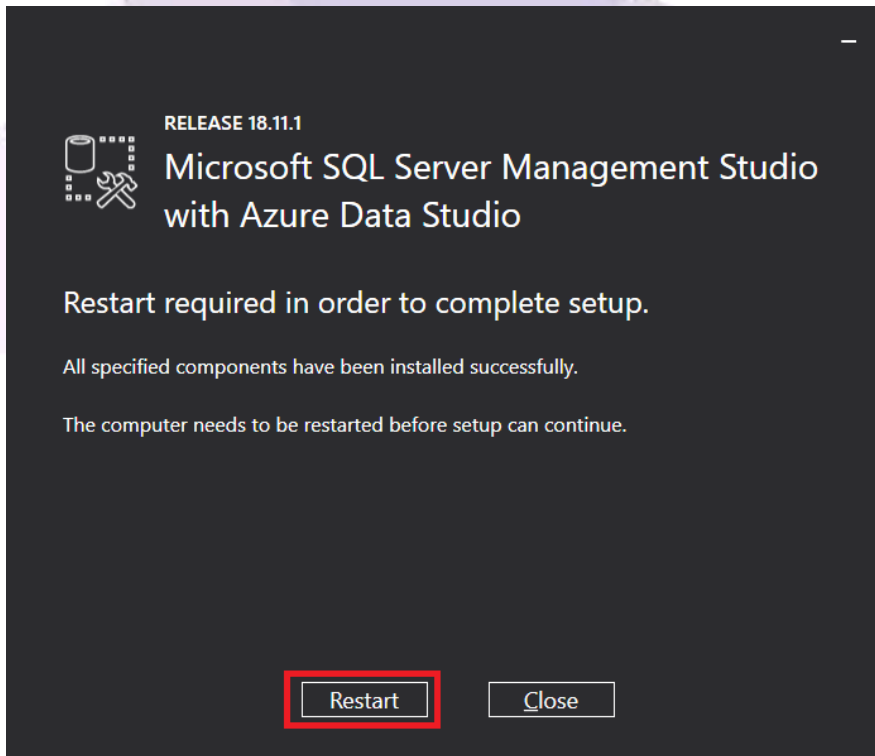 RELEASE 18.11.1
Microsoft SQL Server Management Studio
with Azure Data Studio
Restart required in order to complete setup.
All specified components have been installed successfully.
The computer needs to be restarted before setup can continue.
Restart
Close